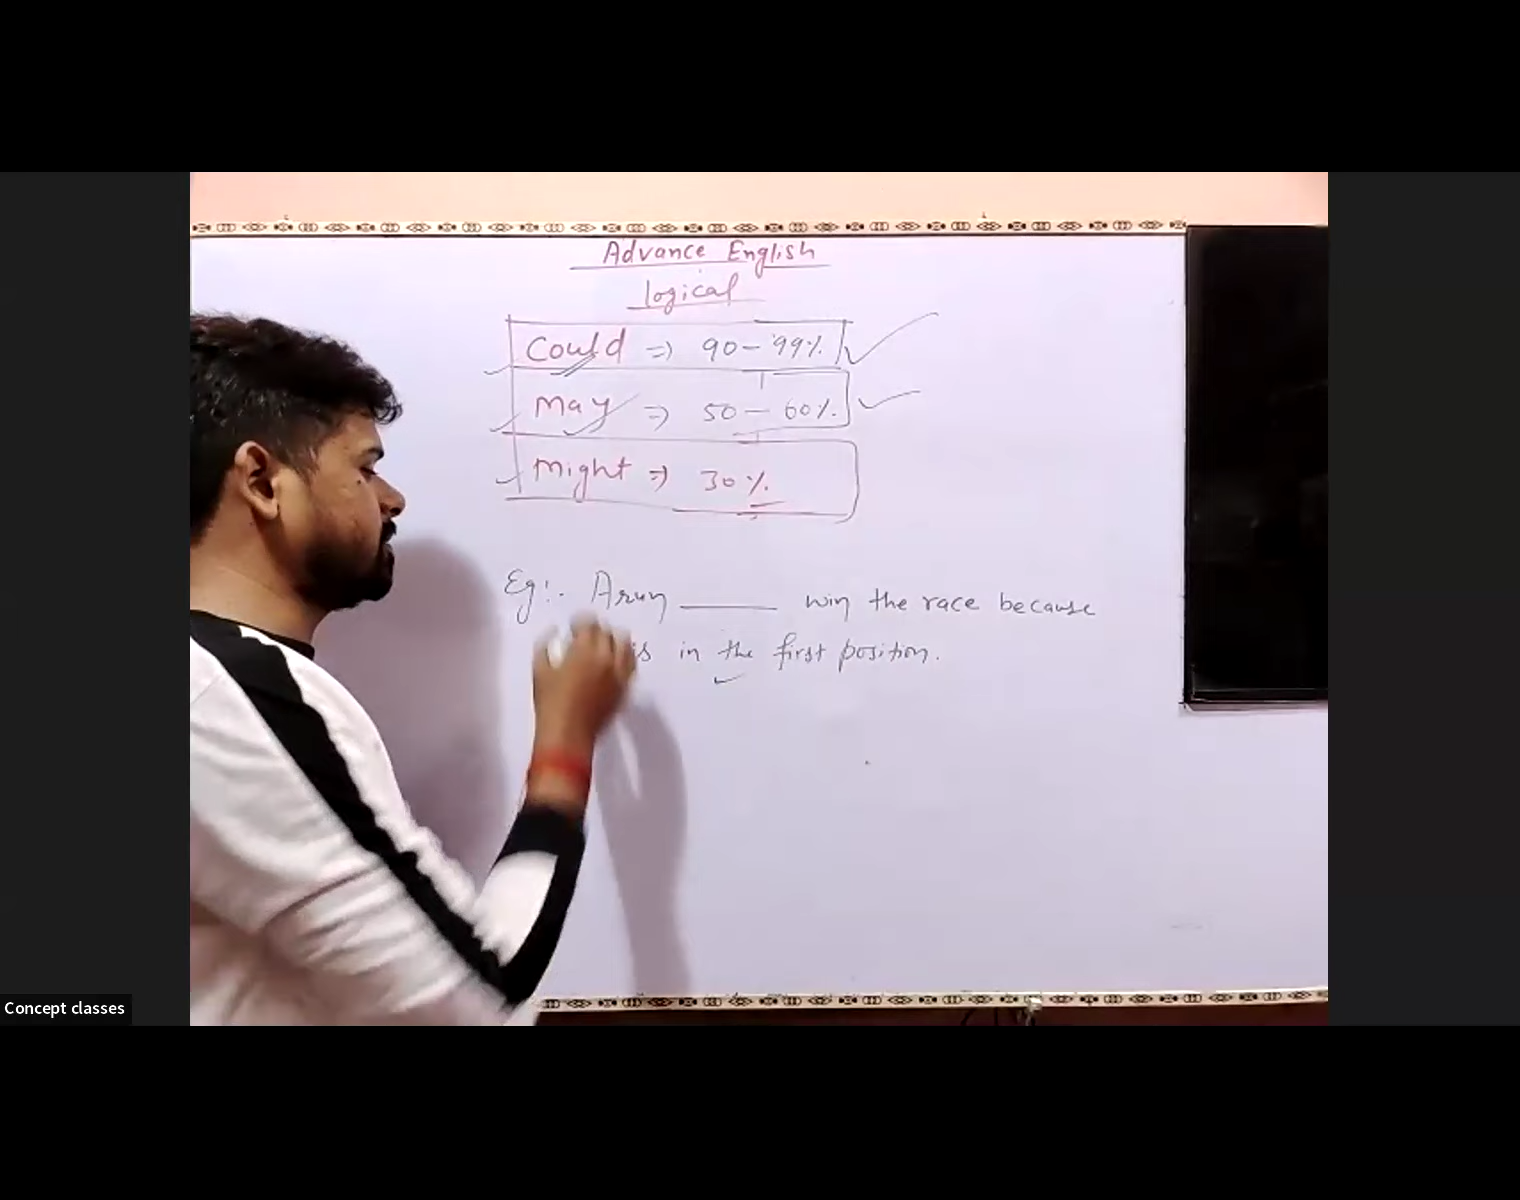 Advance English
Logical
Could => 90-99%.
May => 50-60%.
Might => 30%.
Eg:- Arun ______ win the race because
is in the first position.
Concept classes